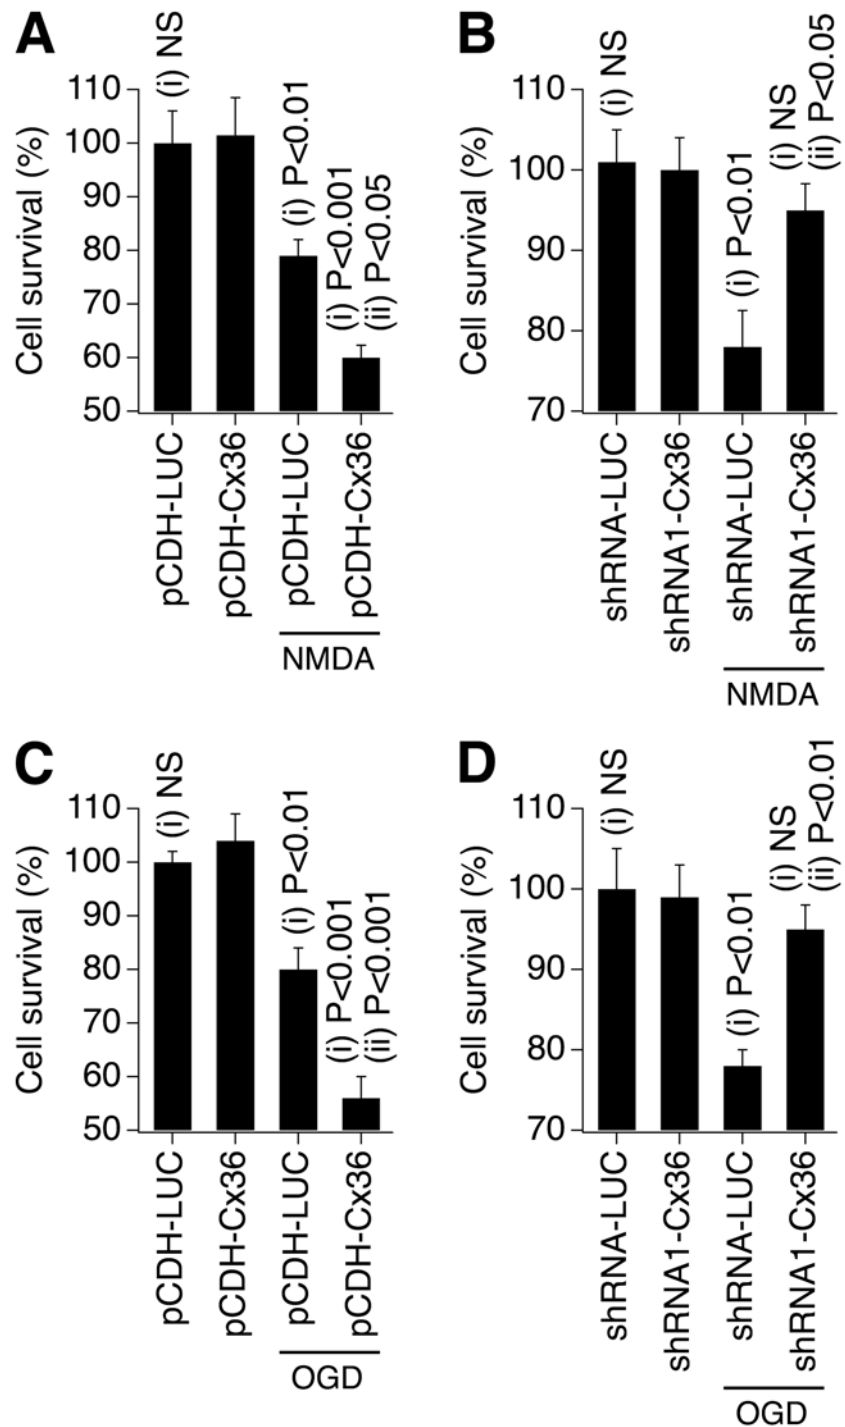 A
(i) NS
(i) P<0.01
(i) P<0.001
(ii) P<0.05
Cell survival (%)
110
100
90
80
70
60
50
pCDH-LUC
pCDH-Cx36
pCDH-LUC
pCDH-Cx36
NMDA
B
(i) NS
(i) P<0.01
(i) NS
(ii) P<0.05
Cell survival (%)
110
100
90
80
70
shRNA-LUC
shRNA1-Cx36
shRNA-LUC
shRNA1-Cx36
NMDA
C
(i) NS
(i) P<0.01
(i) P<0.001
(ii) P<0.001
Cell survival (%)
110
100
90
80
70
60
50
pCDH-LUC
pCDH-Cx36
pCDH-LUC
pCDH-Cx36
OGD
D
(i) NS
(i) P<0.01
(i) NS
(ii) P<0.01
Cell survival (%)
110
100
90
80
70
shRNA-LUC
shRNA1-Cx36
shRNA-LUC
shRNA1-Cx36
OGD